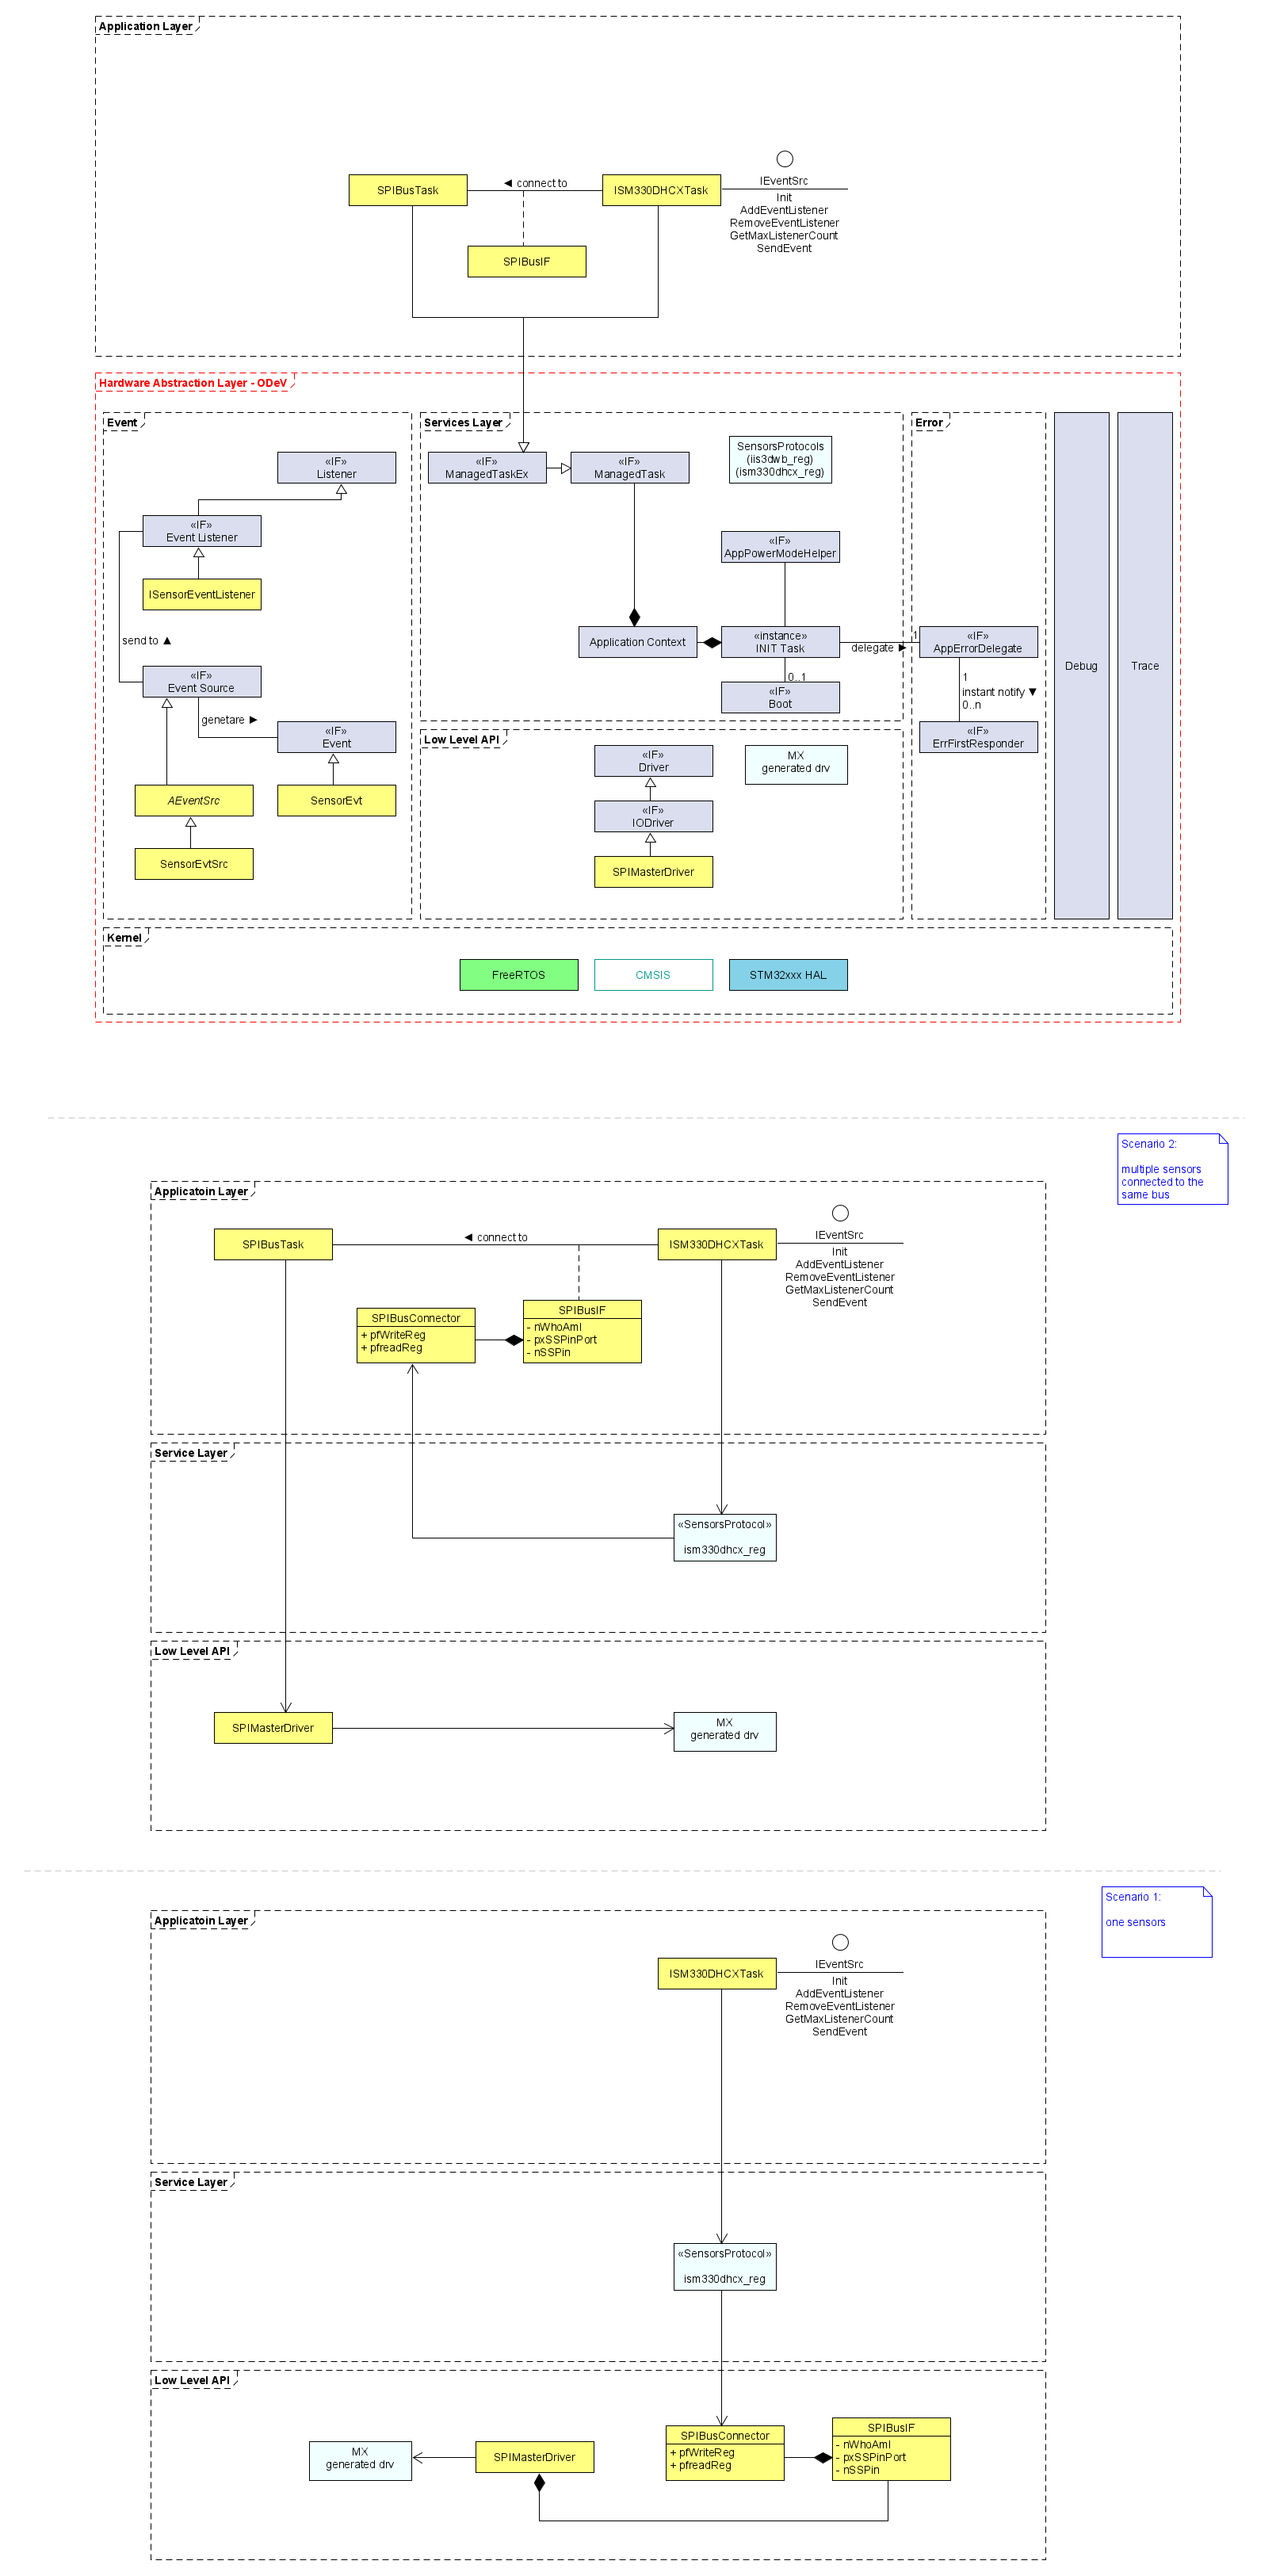 Application Layer
IEventSrc
Init
AddEventListener
RemoveEventListener
GetMaxListenerCount
SendEvent
SPIBusTask
◄ connect to
ISM330DHCXTask
SPIBusIF
Hardware Abstraction Layer - ODeV
Event
«IF»
Listener
«IF»
Event Listener
ISensorEventListener
send to ▲
«IF»
Event Source
genetare ►
«IF»
Event
AEventSrc
SensorEvt
SensorEvtSrc
Services Layer
«IF»
ManagedTaskEx
«IF»
ManagedTask
SensorsProtocols
(iis3dwb_reg)
(ism330dhcx_reg)
«IF»
AppPowerModeHelper
Application Context
«instance»
INIT Task
delegate ►
1
0..1
«IF»
Boot
Low Level API
«IF»
Driver
MX
generated drv
«IF»
IODriver
SPIMasterDriver
Error
«IF»
AppErrorDelegate
1
instant notify ▼
0..n
«IF»
ErrFirstResponder
Debug
Trace
Kernel
FreeRTOS
CMSIS
STM32xxx HAL
Scenario 2:
multiple sensors
connected to the
same bus
Applicatoin Layer
SPIBusTask
◄ connect to
ISM330DHCXTask
IEventSrc
Init
AddEventListener
RemoveEventListener
GetMaxListenerCount
SendEvent
SPIBusConnector
+ pfWriteReg
+ pfreadReg
SPIBusIF
- nWhoAmI
- pxSSPinPort
- nSSPin
Service Layer
«SensorsProtocol»
ism330dhcx_reg
Low Level API
SPIMasterDriver
MX
generated drv
Scenario 1:
one sensors
Applicatoin Layer
ISM330DHCXTask
IEventSrc
Init
AddEventListener
RemoveEventListener
GetMaxListenerCount
SendEvent
Service Layer
«SensorsProtocol»
ism330dhcx_reg
Low Level API
MX
generated drv
SPIMasterDriver
SPIBusConnector
+ pfWriteReg
+ pfreadReg
SPIBusIF
- nWhoAmI
- pxSSPinPort
- nSSPin